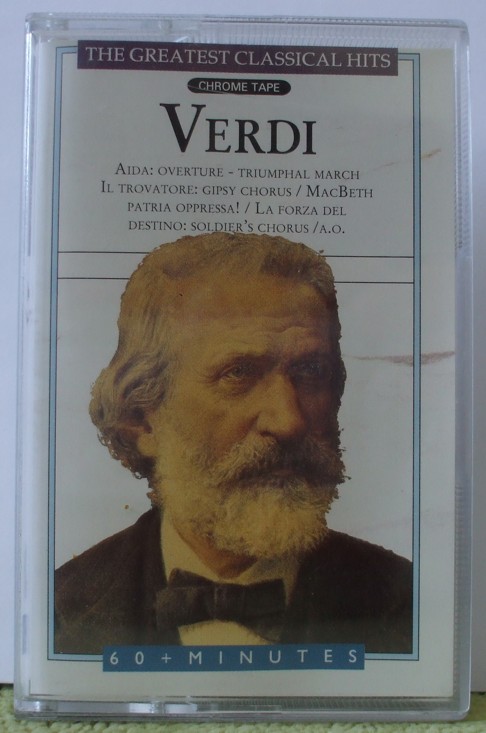 THE GREATEST CLASSICAL HITS
CHROME TAPE
VERDI
AIDA: OVERTURE – TRIUMPHAL MARCH
IL TROVATORE: GIPSY CHORUS / MACBETH
PATRIA OPPRESSA! / LA FORZA DEL
DESTINO: SOLDIER'S CHORUS /A.O.
60+MINUTES